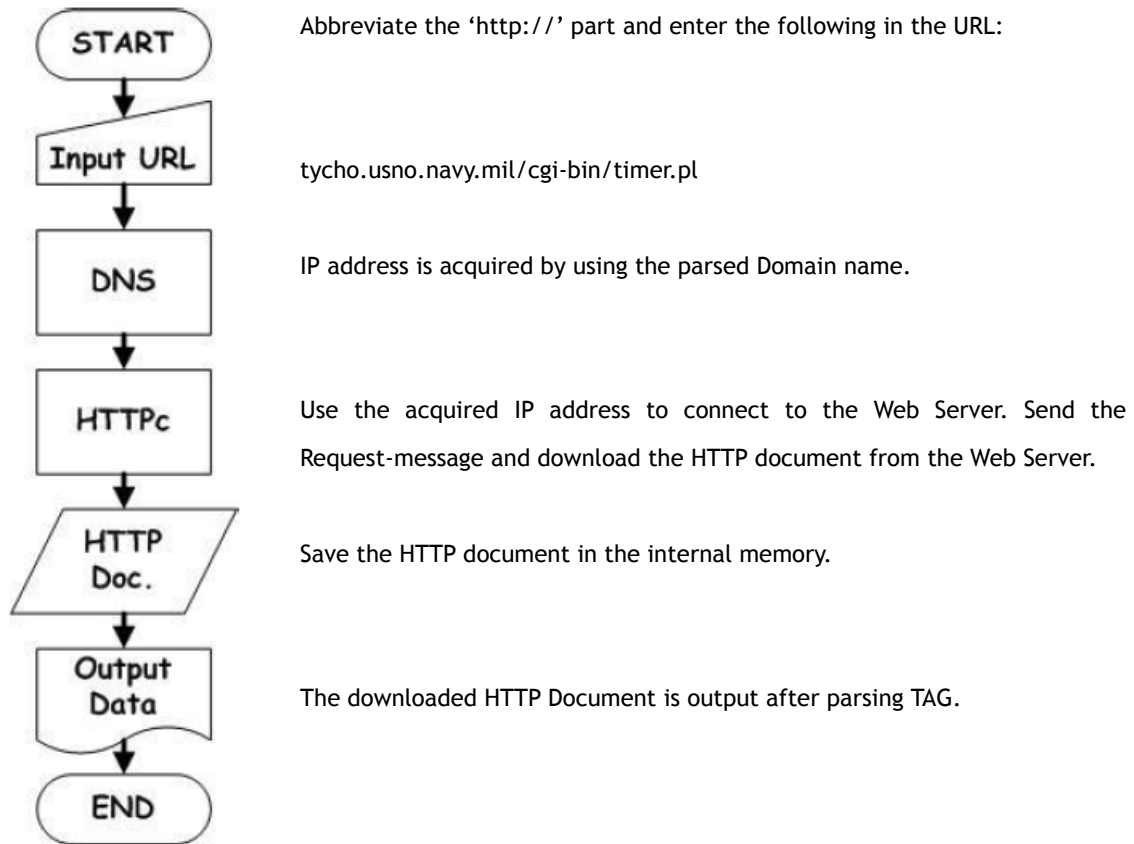 START
Abbreviate the ‘http://’ part and enter the following in the URL:
Input URL
tycho.usno.navy.mil/cgi-bin/timer.pl
DNS
IP address is acquired by using the parsed Domain name.
HTTPc
Use the acquired IP address to connect to the Web Server. Send the
Request-message and download the HTTP document from the Web Server.
HTTP
Doc.
Save the HTTP document in the internal memory.
Output
Data
The downloaded HTTP Document is output after parsing TAG.
END